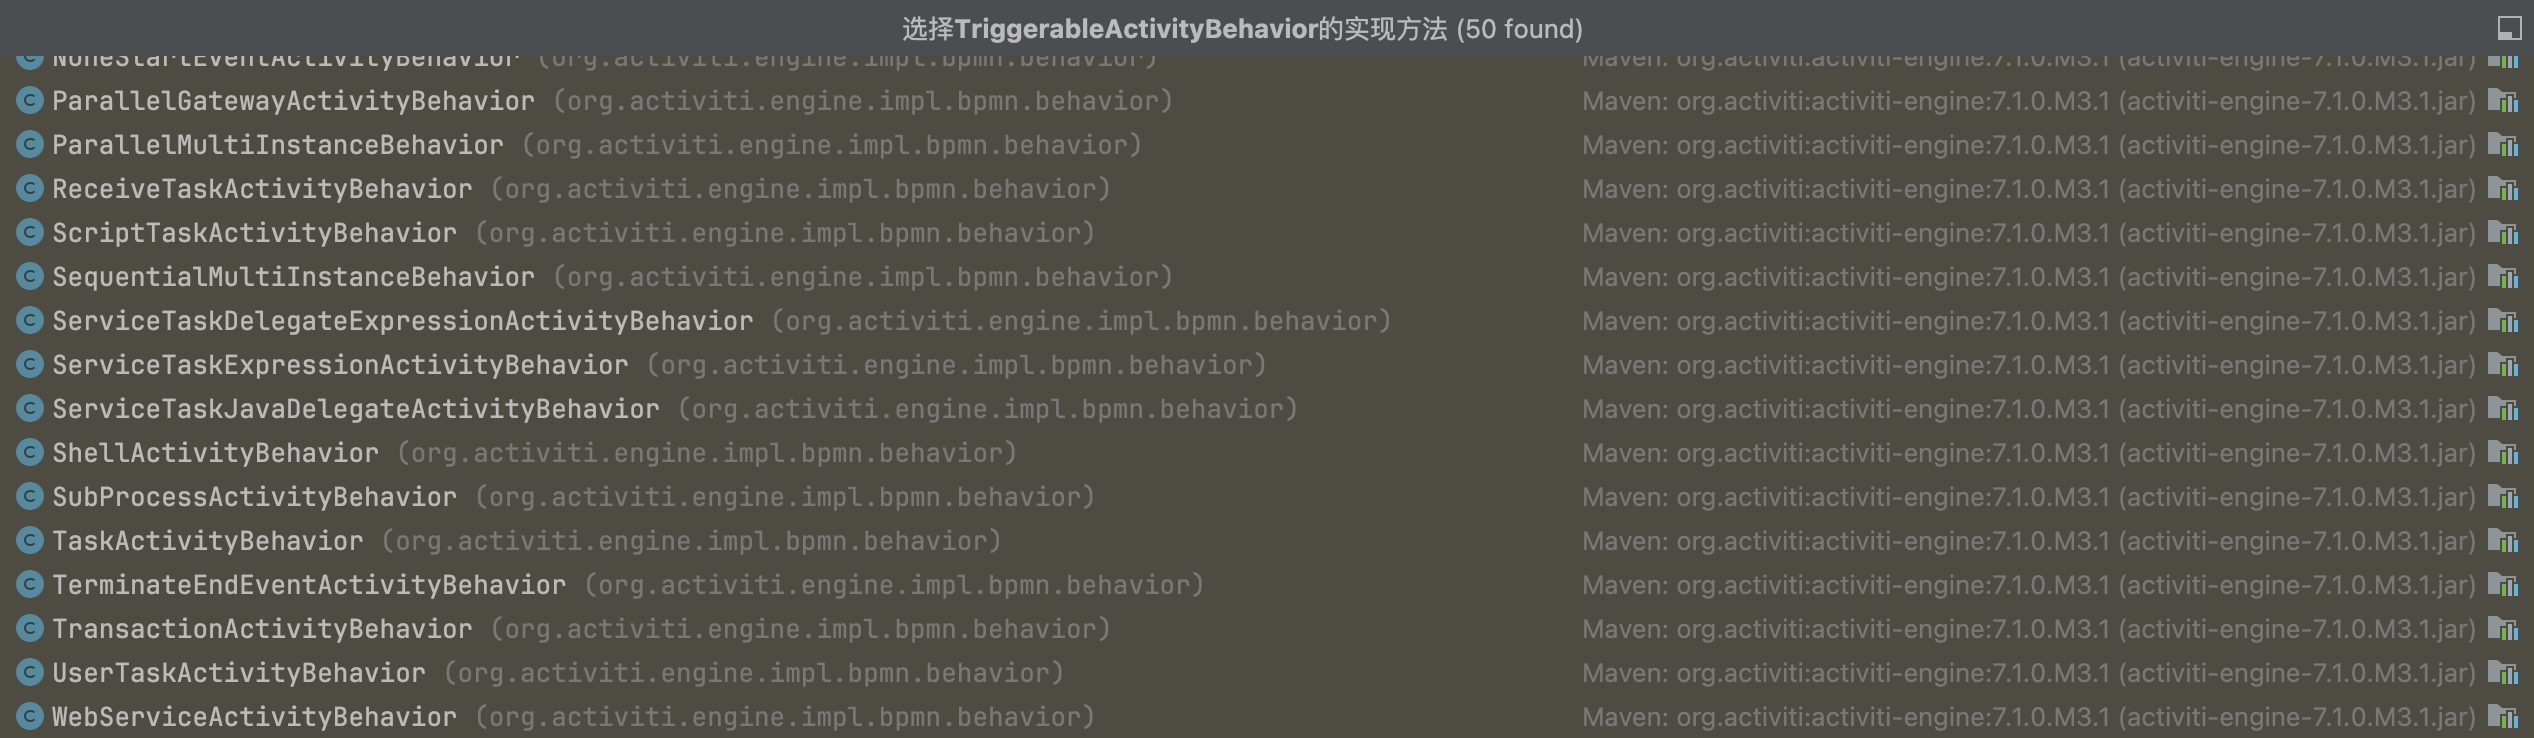 选择TriggerableActivityBehavior的实现方法 (50 found)
NoneStartEventActivityBehavior (org.activiti.engine.impl.bpmn.behavior) Maven: org.activiti:activiti-engine:7.1.0.M3.1 (activiti-engine-7.1.0.M3.1.jar)
ParallelGatewayActivityBehavior (org.activiti.engine.impl.bpmn.behavior) Maven: org.activiti:activiti-engine:7.1.0.M3.1 (activiti-engine-7.1.0.M3.1.jar)
ParallelMultiInstanceBehavior (org.activiti.engine.impl.bpmn.behavior) Maven: org.activiti:activiti-engine:7.1.0.M3.1 (activiti-engine-7.1.0.M3.1.jar)
ReceiveTaskActivityBehavior (org.activiti.engine.impl.bpmn.behavior) Maven: org.activiti:activiti-engine:7.1.0.M3.1 (activiti-engine-7.1.0.M3.1.jar)
ScriptTaskActivityBehavior (org.activiti.engine.impl.bpmn.behavior) Maven: org.activiti:activiti-engine:7.1.0.M3.1 (activiti-engine-7.1.0.M3.1.jar)
SequentialMultiInstanceBehavior (org.activiti.engine.impl.bpmn.behavior) Maven: org.activiti:activiti-engine:7.1.0.M3.1 (activiti-engine-7.1.0.M3.1.jar)
ServiceTaskDelegateExpressionActivityBehavior (org.activiti.engine.impl.bpmn.behavior) Maven: org.activiti:activiti-engine:7.1.0.M3.1 (activiti-engine-7.1.0.M3.1.jar)
ServiceTaskExpressionActivityBehavior (org.activiti.engine.impl.bpmn.behavior) Maven: org.activiti:activiti-engine:7.1.0.M3.1 (activiti-engine-7.1.0.M3.1.jar)
ServiceTaskJavaDelegateActivityBehavior (org.activiti.engine.impl.bpmn.behavior) Maven: org.activiti:activiti-engine:7.1.0.M3.1 (activiti-engine-7.1.0.M3.1.jar)
ShellActivityBehavior (org.activiti.engine.impl.bpmn.behavior) Maven: org.activiti:activiti-engine:7.1.0.M3.1 (activiti-engine-7.1.0.M3.1.jar)
SubProcessActivityBehavior (org.activiti.engine.impl.bpmn.behavior) Maven: org.activiti:activiti-engine:7.1.0.M3.1 (activiti-engine-7.1.0.M3.1.jar)
TaskActivityBehavior (org.activiti.engine.impl.bpmn.behavior) Maven: org.activiti:activiti-engine:7.1.0.M3.1 (activiti-engine-7.1.0.M3.1.jar)
TerminateEndEventActivityBehavior (org.activiti.engine.impl.bpmn.behavior) Maven: org.activiti:activiti-engine:7.1.0.M3.1 (activiti-engine-7.1.0.M3.1.jar)
TransactionActivityBehavior (org.activiti.engine.impl.bpmn.behavior) Maven: org.activiti:activiti-engine:7.1.0.M3.1 (activiti-engine-7.1.0.M3.1.jar)
UserTaskActivityBehavior (org.activiti.engine.impl.bpmn.behavior) Maven: org.activiti:activiti-engine:7.1.0.M3.1 (activiti-engine-7.1.0.M3.1.jar)
WebServiceActivityBehavior (org.activiti.engine.impl.bpmn.behavior) Maven: org.activiti:activiti-engine:7.1.0.M3.1 (activiti-engine-7.1.0.M3.1.jar)